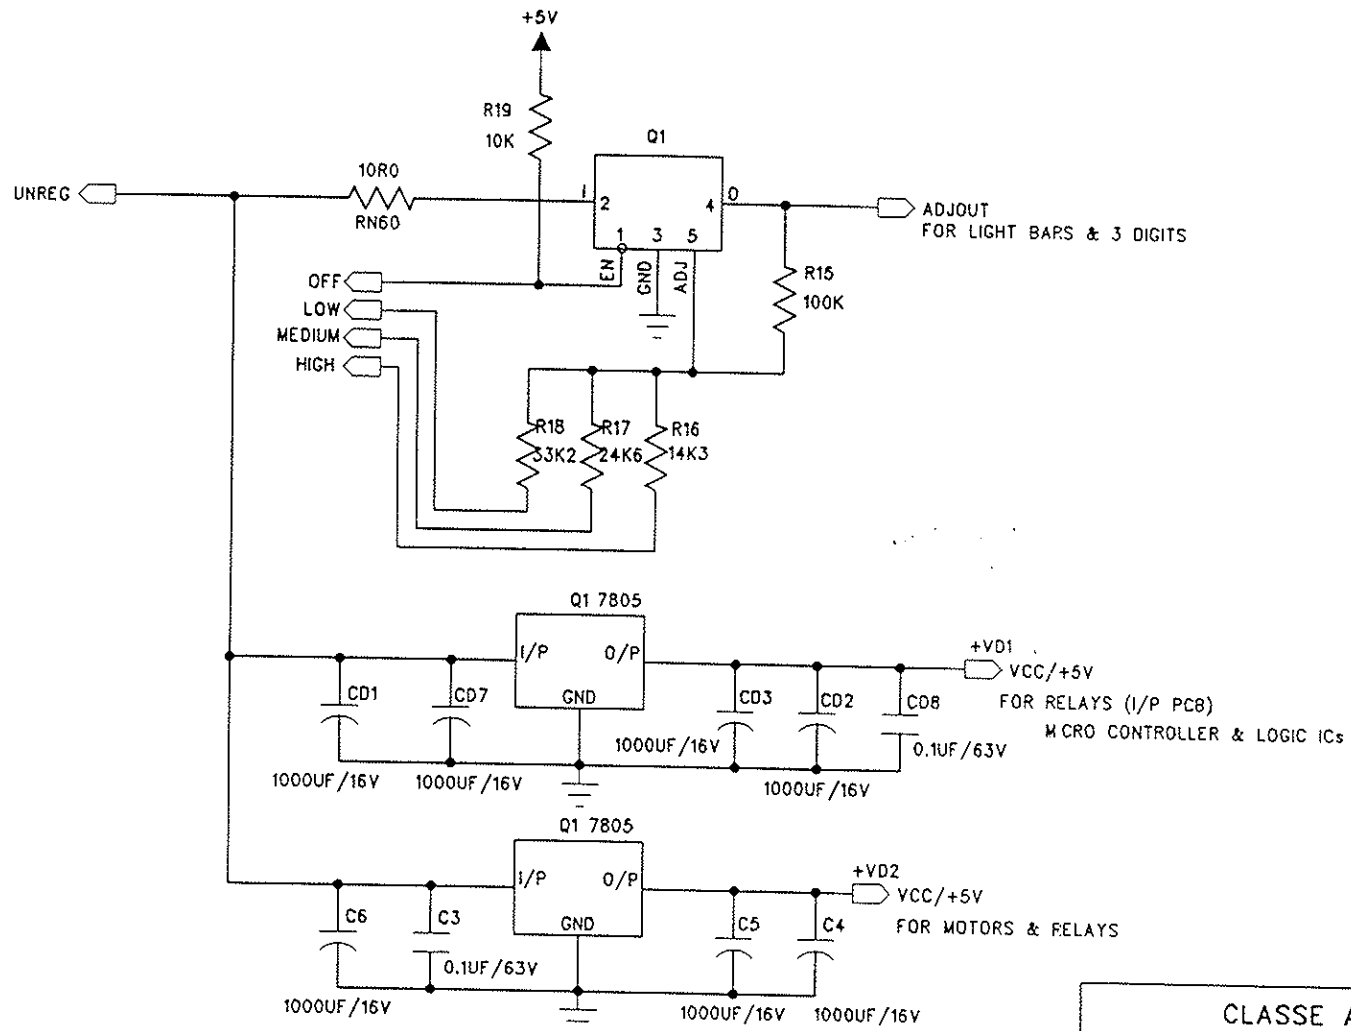 +5V
R19
10K
Q1
10R0
RN60
UNREG
I
2
4
O
1
3
5
EN
GND
ADJ
ADJOUT
FOR LIGHT BARS & 3 DIGITS
R15
100K
OFF
LOW
MEDIUM
HIGH
R18
33K2
R17
24K6
R16
14K3
Q1 7805
I/P
O/P
GND
+VD1
VCC/+5V
FOR RELAYS (I/P PCB)
M CRO CONTROLLER & LOGIC ICs
CD1
CD7
CD3
CD2
CD8
1000UF/16V
0.1UF/63V
1000UF/16V
1000UF/16V
1000UF/16V
Q1 7805
I/P
O/P
GND
+VD2
VCC/+5V
FOR MOTORS & RELAYS
C6
C3
C5
C4
0.1UF/63V
1000UF/16V
1000UF/16V
1000UF/16V
CLASSE A